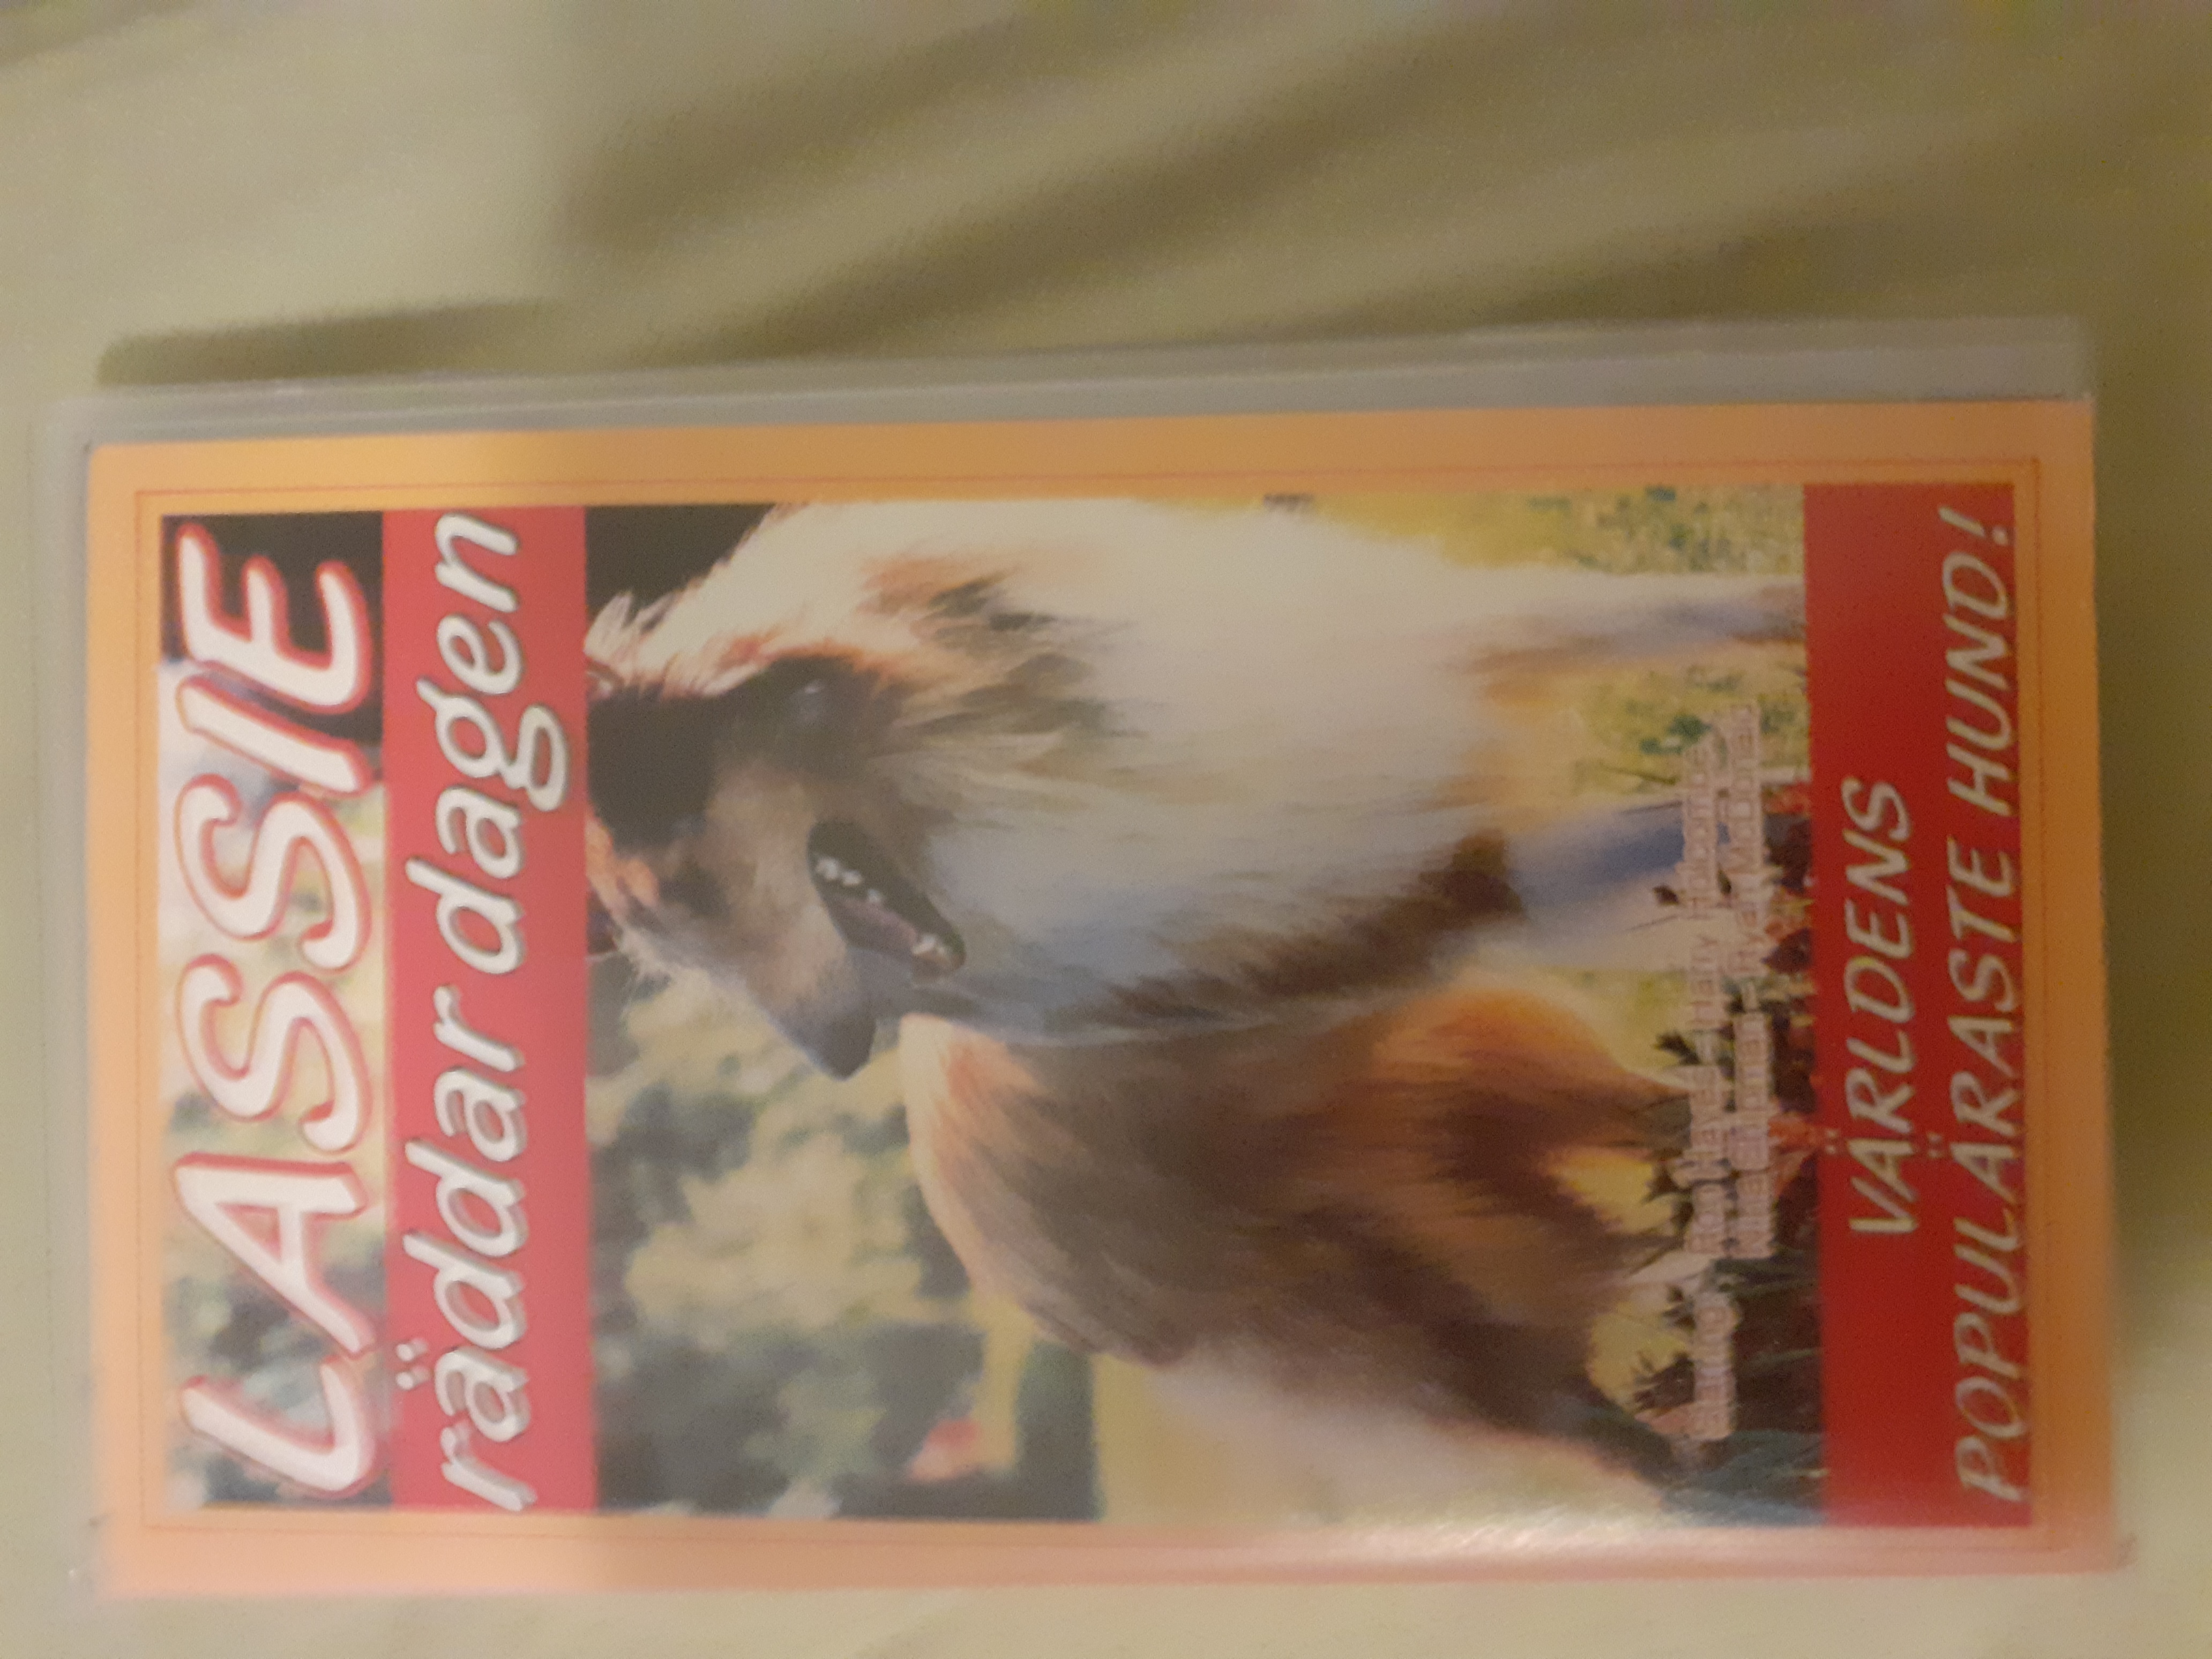 LASSIE
räddar dagen
VÄRLDENS
POPULÄRASTE HUND!